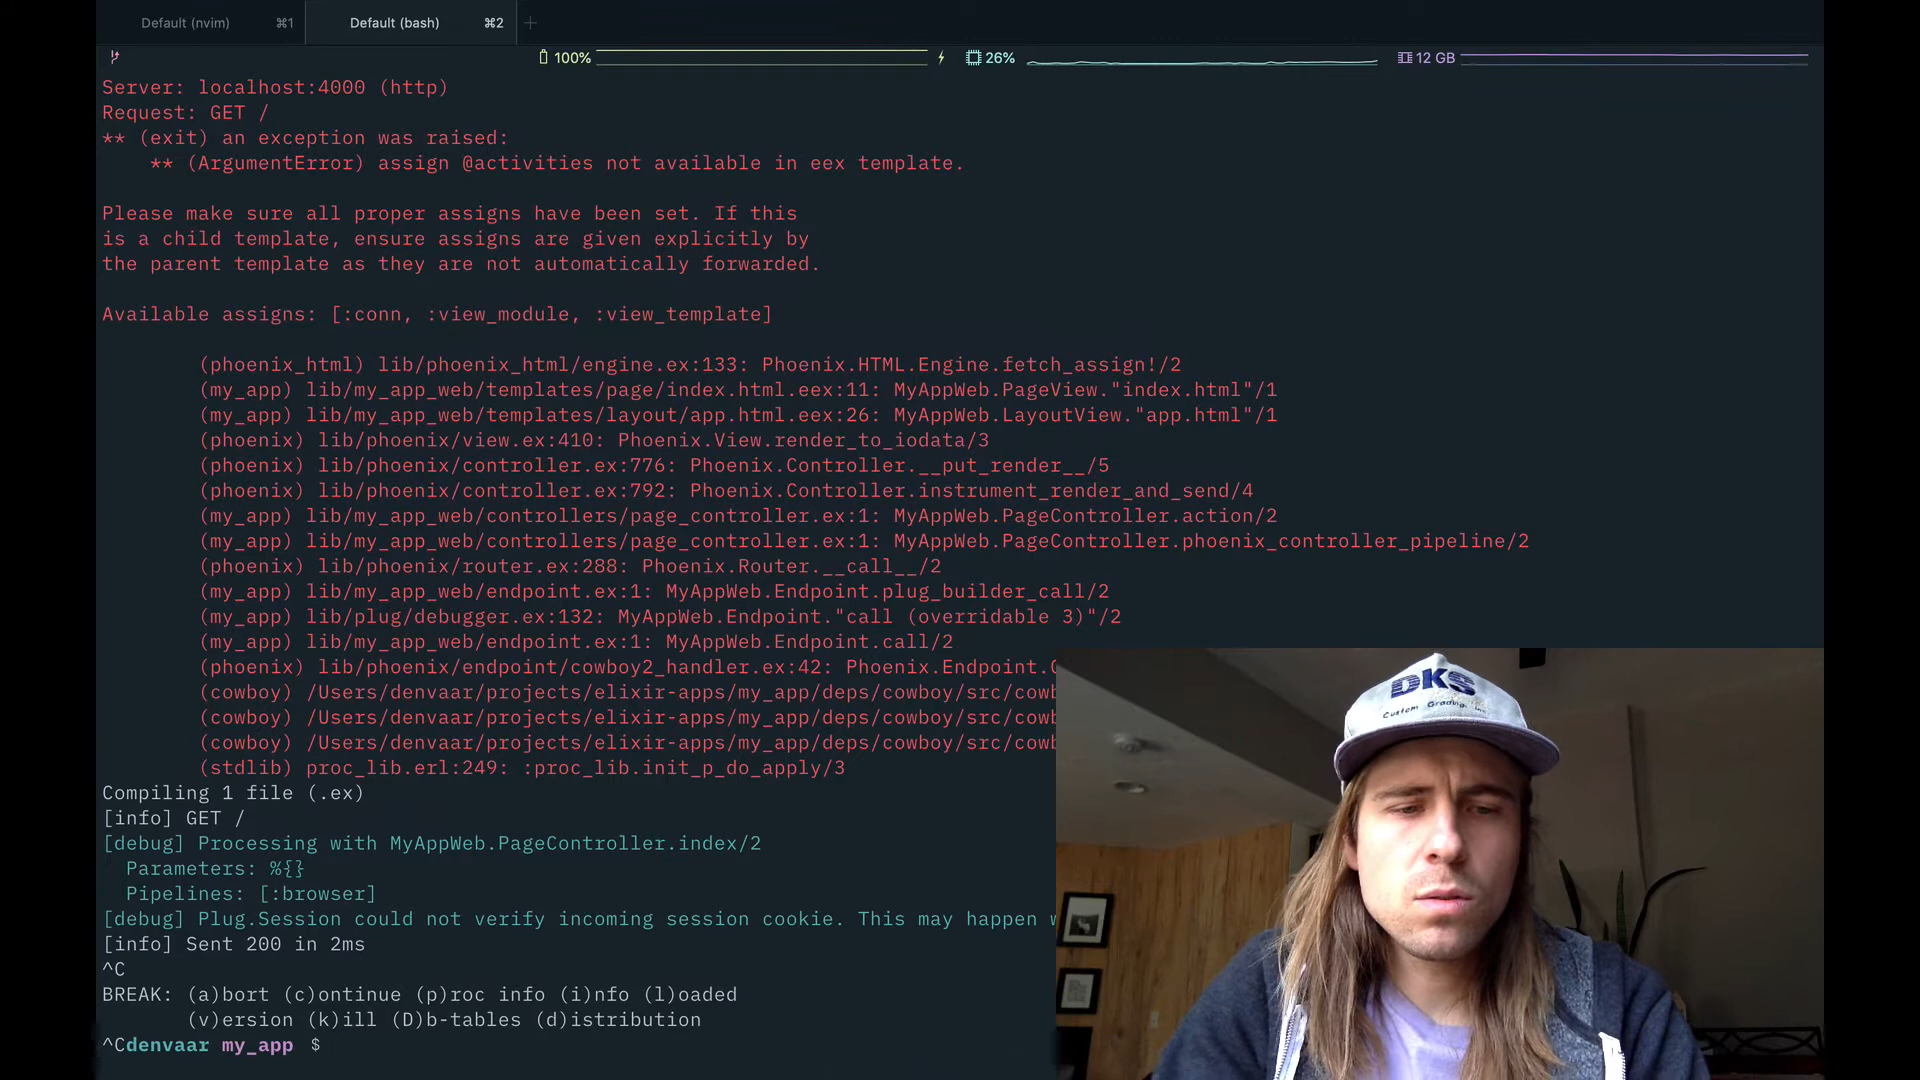 Default (nvim) ⌘1 Default (bash) ⌘2 +
100% 26% 12 GB
Server: localhost:4000 (http)
Request: GET /
** (exit) an exception was raised:
** (ArgumentError) assign @activities not available in eex template.
Please make sure all proper assigns have been set. If this
is a child template, ensure assigns are given explicitly by
the parent template as they are not automatically forwarded.
Available assigns: [:conn, :view_module, :view_template]
(phoenix_html) lib/phoenix_html/engine.ex:133: Phoenix.HTML.Engine.fetch_assign!/2
(my_app) lib/my_app_web/templates/page/index.html.eex:11: MyAppWeb.PageView."index.html"/1
(my_app) lib/my_app_web/templates/layout/app.html.eex:26: MyAppWeb.LayoutView."app.html"/1
(phoenix) lib/phoenix/view.ex:410: Phoenix.View.render_to_iodata/3
(phoenix) lib/phoenix/controller.ex:776: Phoenix.Controller.__put_render__/5
(phoenix) lib/phoenix/controller.ex:792: Phoenix.Controller.instrument_render_and_send/4
(my_app) lib/my_app_web/controllers/page_controller.ex:1: MyAppWeb.PageController.action/2
(my_app) lib/my_app_web/controllers/page_controller.ex:1: MyAppWeb.PageController.phoenix_controller_pipeline/2
(phoenix) lib/phoenix/router.ex:288: Phoenix.Router.__call__/2
(my_app) lib/my_app_web/endpoint.ex:1: MyAppWeb.Endpoint.plug_builder_call/2
(my_app) lib/plug/debugger.ex:132: MyAppWeb.Endpoint."call (overridable 3)"/2
(my_app) lib/my_app_web/endpoint.ex:1: MyAppWeb.Endpoint.call/2
(phoenix) lib/phoenix/endpoint/cowboy2_handler.ex:42: Phoenix.Endpoint.
(cowboy) /Users/denvaar/projects/elixir-apps/my_app/deps/cowboy/src/cowb
(cowboy) /Users/denvaar/projects/elixir-apps/my_app/deps/cowboy/src/cowb
(cowboy) /Users/denvaar/projects/elixir-apps/my_app/deps/cowboy/src/cowb
(stdlib) proc_lib.erl:249: :proc_lib.init_p_do_apply/3
Compiling 1 file (.ex)
[info] GET /
[debug] Processing with MyAppWeb.PageController.index/2
Parameters: %{}
Pipelines: [:browser]
[debug] Plug.Session could not verify incoming session cookie. This may happen
[info] Sent 200 in 2ms
^C
BREAK: (a)bort (c)ontinue (p)roc info (i)nfo (l)oaded
(v)ersion (k)ill (D)b-tables (d)istribution
^Cdenvaar my_app $
DKS
Custom Grading